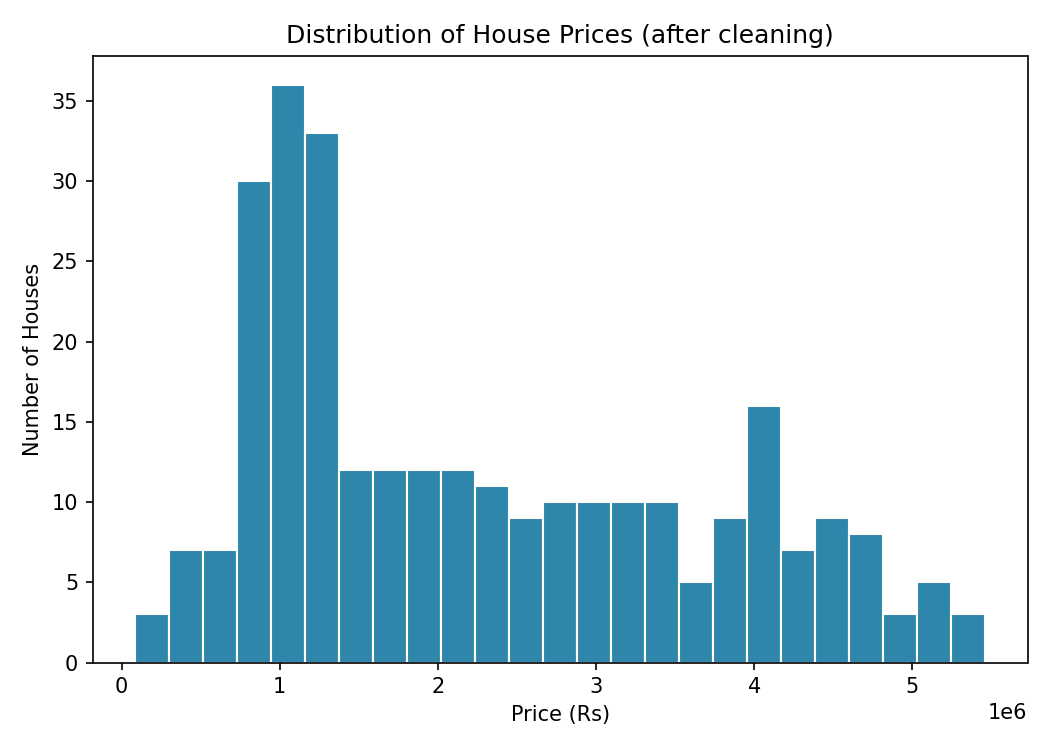 Distribution of House Prices (after cleaning)
Number of Houses
35
30
25
20
15
10
5
0
0 1 2 3 4 5
1e6
Price (Rs)